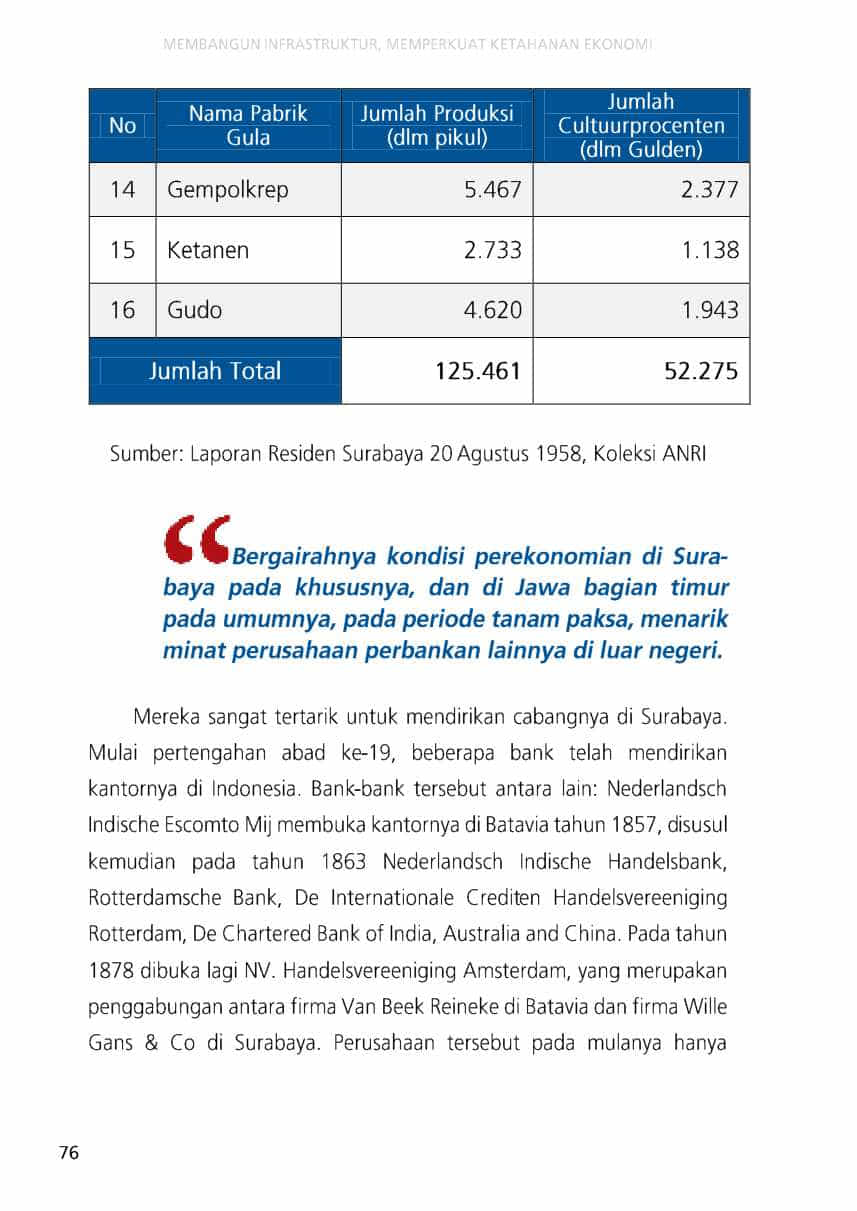 MEMBANGUN INFRASTRUKTUR, MEMPERKUAT KETAHANAN EKONOMI
No Nama Pabrik Gula Jumlah Produksi (dlm pikul) Jumlah Cultuurprocenten (dlm Gulden)
14 Gempolkrep 5.467 2.377
15 Ketanen 2.733 1.138
16 Gudo 4.620 1.943
Jumlah Total 125.461 52.275
Sumber: Laporan Residen Surabaya 20 Agustus 1958, Koleksi ANRI
“Bergairahnya kondisi perekonomian di Sura-
baya pada khususnya, dan di Jawa bagian timur
pada umumnya, pada periode tanam paksa, menarik
minat perusahaan perbankan lainnya di luar negeri.
Mereka sangat tertarik untuk mendirikan cabangnya di Surabaya.
Mulai pertengahan abad ke-19, beberapa bank telah mendirikan
kantornya di Indonesia. Bank-bank tersebut antara lain: Nederlandsch
Indische Escomto Mij membuka kantornya di Batavia tahun 1857, disusul
kemudian pada tahun 1863 Nederlandsch Indische Handelsbank,
Rotterdamsche Bank, De Internationale Crediten Handelsvereeniging
Rotterdam, De Chartered Bank of India, Australia and China. Pada tahun
1878 dibuka lagi NV. Handelsvereeniging Amsterdam, yang merupakan
penggabungan antara firma Van Beek Reineke di Batavia dan firma Wille
Gans & Co di Surabaya. Perusahaan tersebut pada mulanya hanya
76